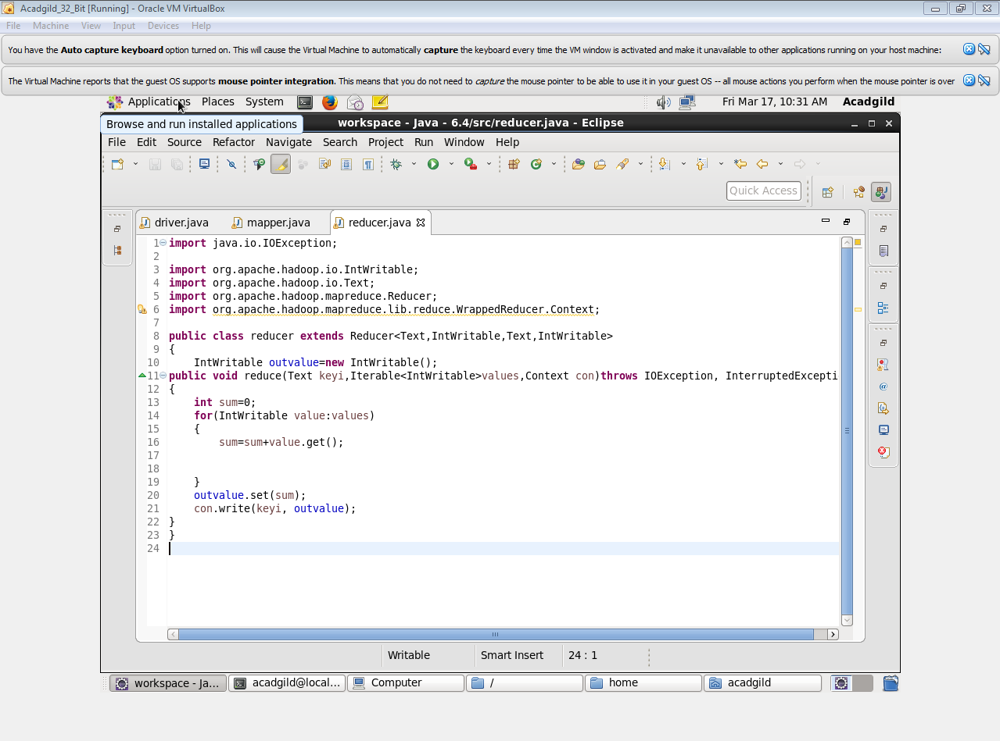 Acadgild_32_Bit [Running] - Oracle VM VirtualBox
File Machine View Input Devices Help
You have the Auto capture keyboard option turned on. This will cause the Virtual Machine to automatically capture the keyboard every time the VM window is activated and make it unavailable to other applications running on your host machine:
The Virtual Machine reports that the guest OS supports mouse pointer integration. This means that you do not need to capture the mouse pointer to be able to use it in your guest OS -- all mouse actions you perform when the mouse pointer is over
Applications Places System Fri Mar 17, 10:31 AM Acadgild
Browse and run installed applications
workspace - Java - 6.4/src/reducer.java - Eclipse
File Edit Source Refactor Navigate Search Project Run Window Help
Quick Access
driver.java mapper.java reducer.java
1 import java.io.IOException;
2
3 import org.apache.hadoop.io.IntWritable;
4 import org.apache.hadoop.io.Text;
5 import org.apache.hadoop.mapreduce.Reducer;
6 import org.apache.hadoop.mapreduce.lib.reduce.WrappedReducer.Context;
7
8 public class reducer extends Reducer<Text,IntWritable,Text,IntWritable>
9 {
10 IntWritable outvalue=new IntWritable();
11 public void reduce(Text keyi,Iterable<IntWritable>values,Context con)throws IOException, InterruptedExcepti
12 {
13 int sum=0;
14 for(IntWritable value:values)
15 {
16 sum=sum+value.get();
17
18
19 }
20 outvalue.set(sum);
21 con.write(keyi, outvalue);
22 }
23 }
24
Writable Smart Insert 24 : 1
workspace - Ja... acadgild@local... Computer / home acadgild